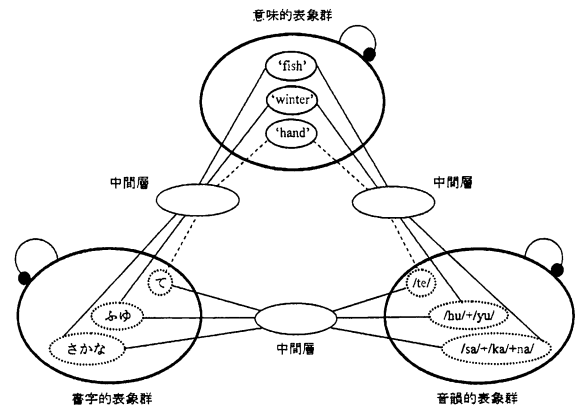 意味的表象群
'fish'
'winter'
'hand'
中間層
中間層
て
/te/
ふゆ
/hu/+/yu/
さかな
中間層
/sa/+/ka/+na/
書字的表象群
音韻的表象群